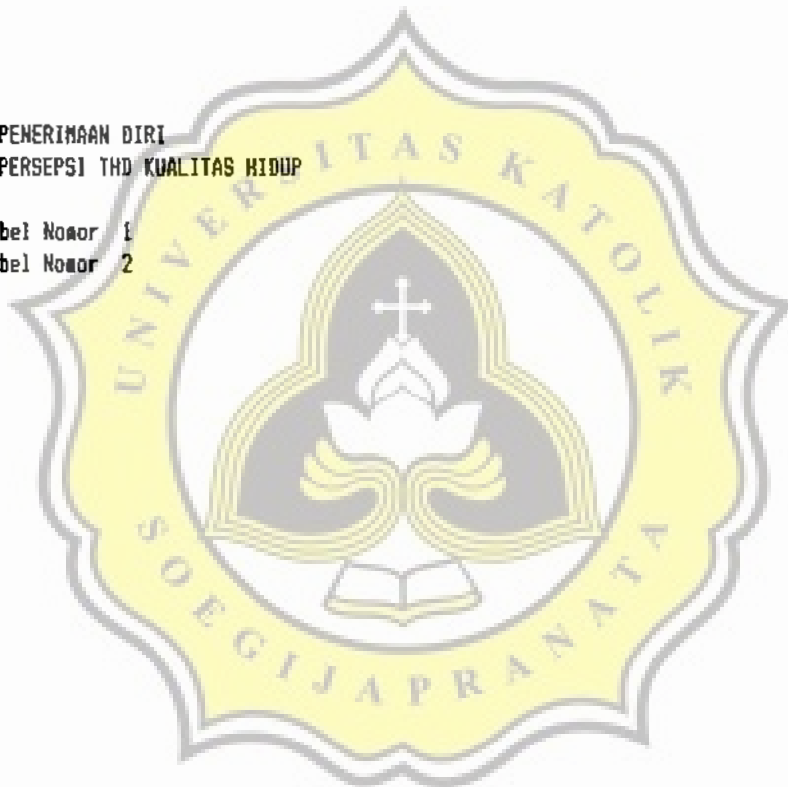 PENERIMAAN DIRI
PERSEPSI THD KUALITAS HIDUP
bel Nomor 1
bel Nomor 2
UNIVERSITAS KATOLIK
SOEGIJAPRANATA